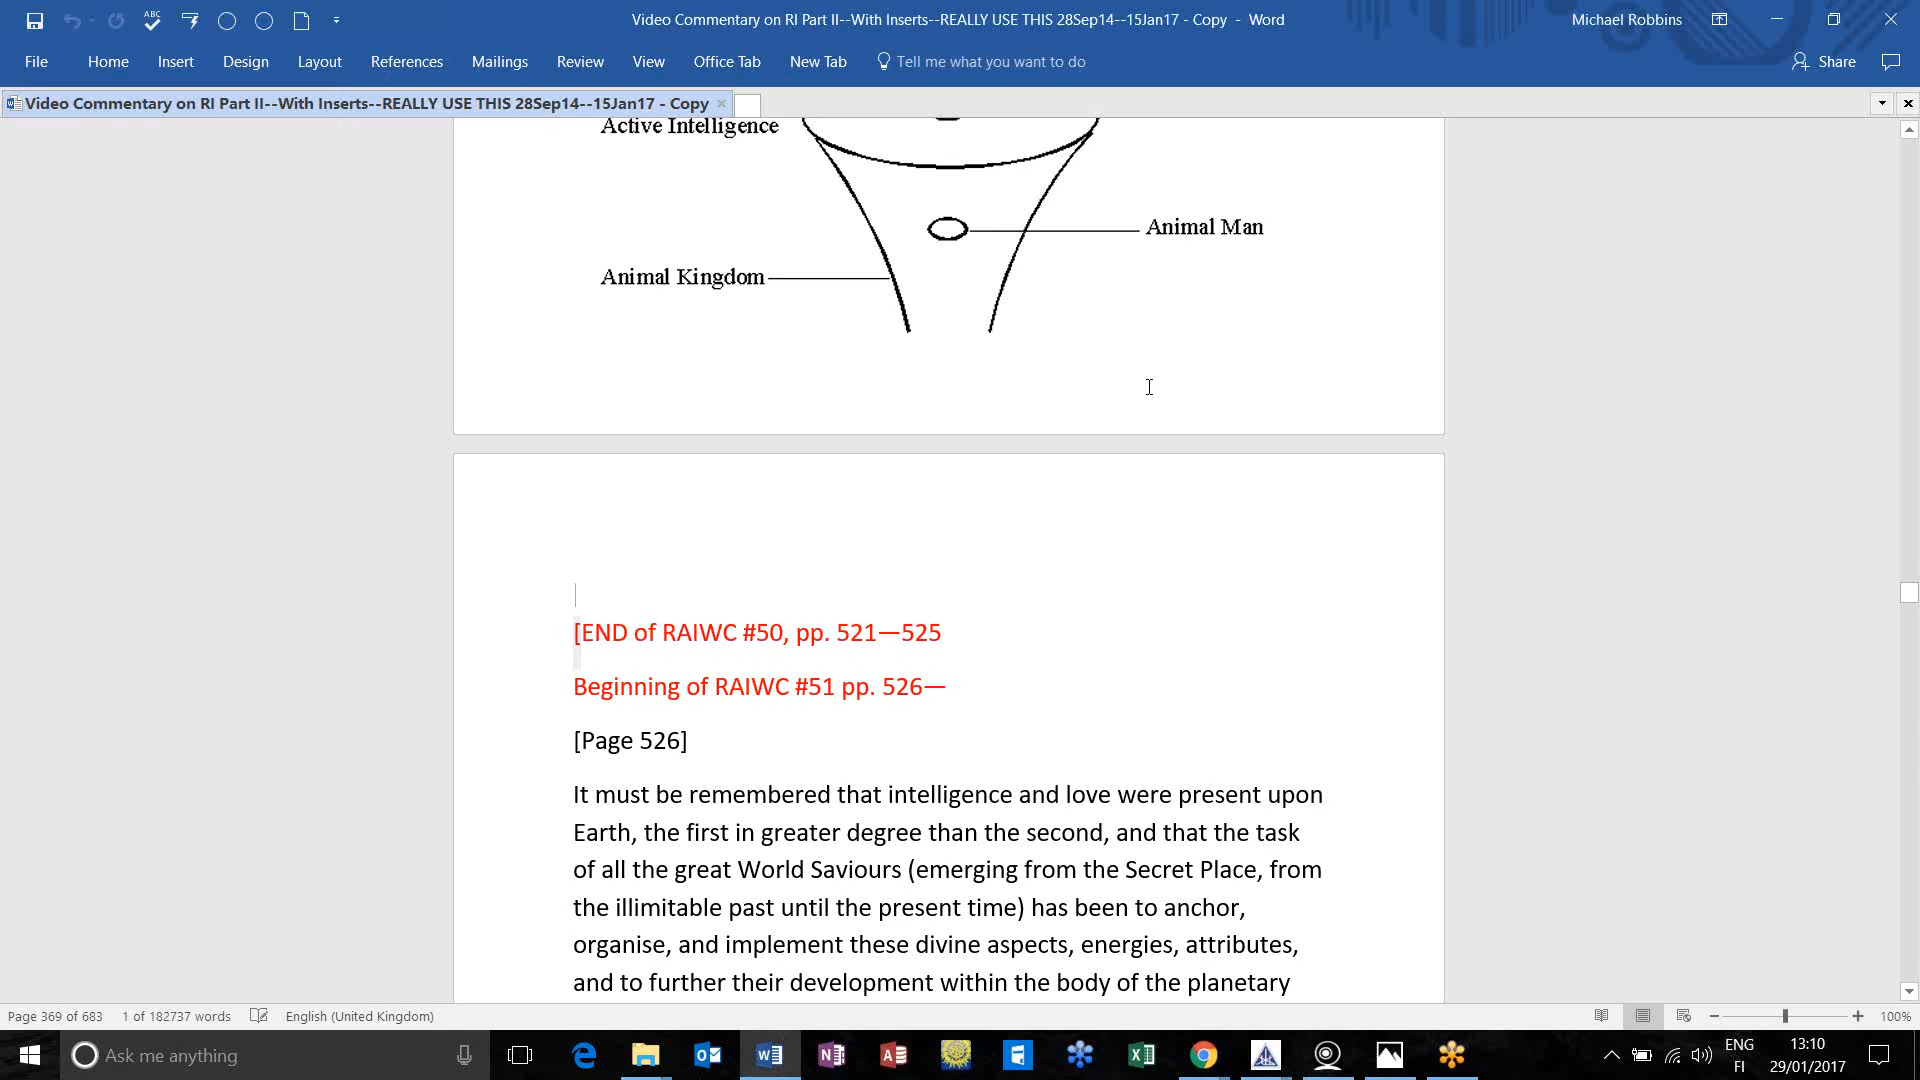 ABC
Video Commentary on RI Part II--With Inserts--REALLY USE THIS 28Sep14--15Jan17 - Copy - Word
Michael Robbins
File Home Insert Design Layout References Mailings Review View Office Tab New Tab Tell me what you want to do Share
Video Commentary on RI Part II--With Inserts--REALLY USE THIS 28Sep14--15Jan17 - Copy
Active Intelligence
Animal Man
Animal Kingdom
[END of RAIWC #50, pp. 521—525
Beginning of RAIWC #51 pp. 526—
[Page 526]
It must be remembered that intelligence and love were present upon
Earth, the first in greater degree than the second, and that the task
of all the great World Saviours (emerging from the Secret Place, from
the illimitable past until the present time) has been to anchor,
organise, and implement these divine aspects, energies, attributes,
and to further their development within the body of the planetary
Page 369 of 683 1 of 182737 words English (United Kingdom) 100%
Ask me anything
ENG
FI
13:10
29/01/2017